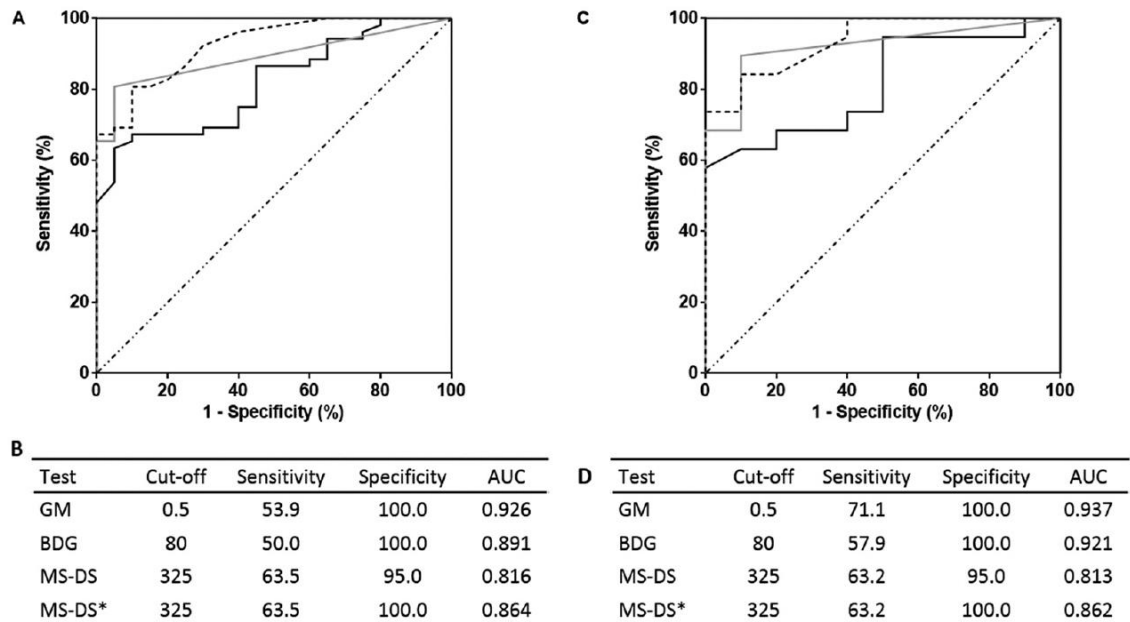 A
100
80
60
40
20
0
Sensitivity (%)
0 20 40 60 80 100
1 - Specificity (%)
C
100
80
60
40
20
0
Sensitivity (%)
0 20 40 60 80 100
1 - Specificity (%)
B
Test Cut-off Sensitivity Specificity AUC
GM 0.5 53.9 100.0 0.926
BDG 80 50.0 100.0 0.891
MS-DS 325 63.5 95.0 0.816
MS-DS* 325 63.5 100.0 0.864
D
Test Cut-off Sensitivity Specificity AUC
GM 0.5 71.1 100.0 0.937
BDG 80 57.9 100.0 0.921
MS-DS 325 63.2 95.0 0.813
MS-DS* 325 63.2 100.0 0.862